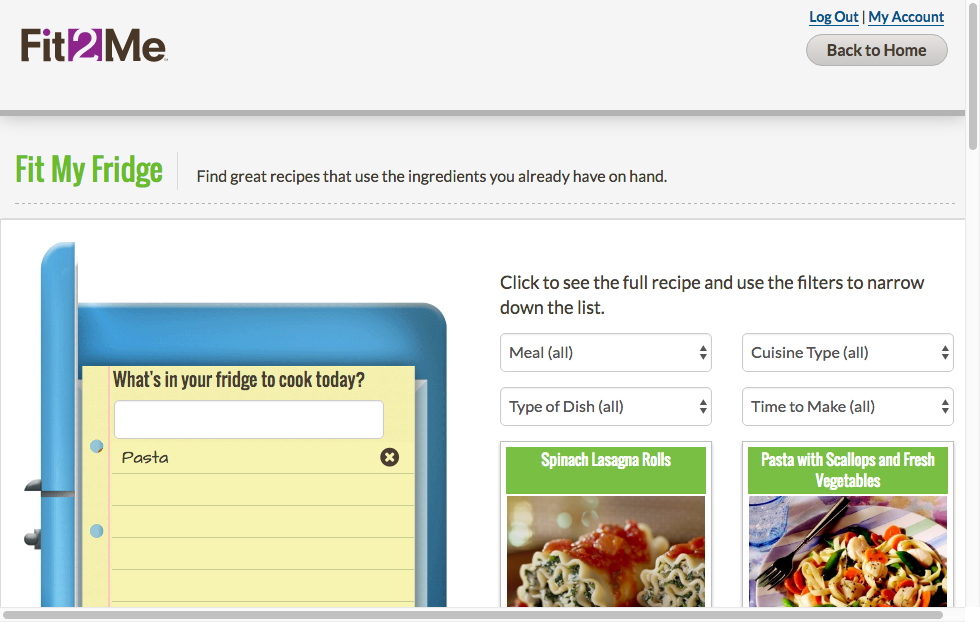 Log Out | My Account
Fit2Me
Back to Home
Fit My Fridge
Find great recipes that use the ingredients you already have on hand.
Click to see the full recipe and use the filters to narrow
down the list.
Meal (all)
Cuisine Type (all)
Type of Dish (all)
Time to Make (all)
What's in your fridge to cook today?
Pasta
Spinach Lasagna Rolls
Pasta with Scallops and Fresh
Vegetables